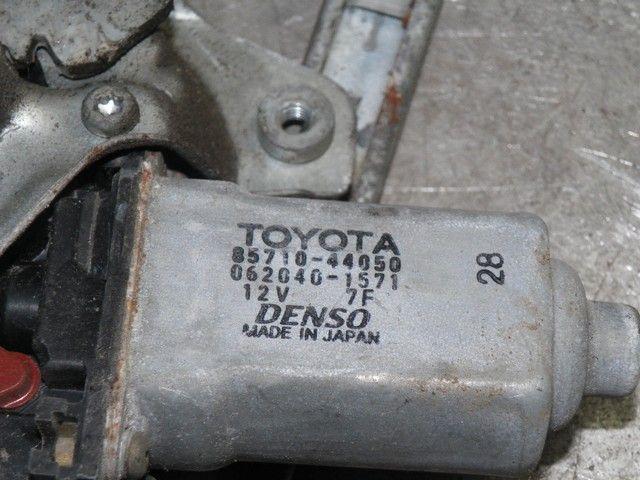 TOYOTA
85710-44050
062040-1571
12V 7F
DENSO
MADE IN JAPAN
28